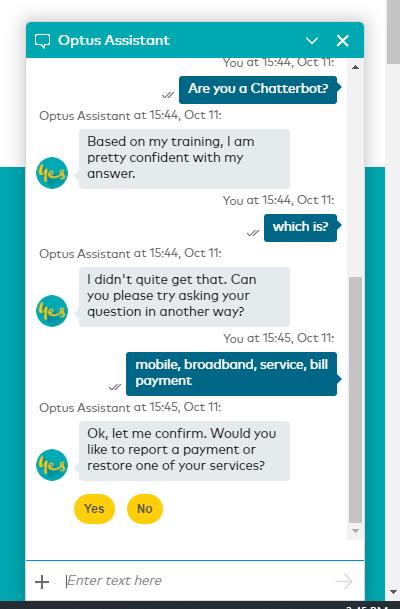 Optus Assistant
You at 15:44, Oct 11:
Are you a Chatterbot?
Optus Assistant at 15:44, Oct 11:
Based on my training, I am
pretty confident with my
answer.
yes
You at 15:44, Oct 11:
which is?
Optus Assistant at 15:44, Oct 11:
I didn't quite get that. Can
you please try asking your
question in another way?
yes
You at 15:45, Oct 11:
mobile, broadband, service, bill
payment
Optus Assistant at 15:45, Oct 11:
Ok, let me confirm. Would you
like to report a payment or
restore one of your services?
yes
Yes No
Enter text here